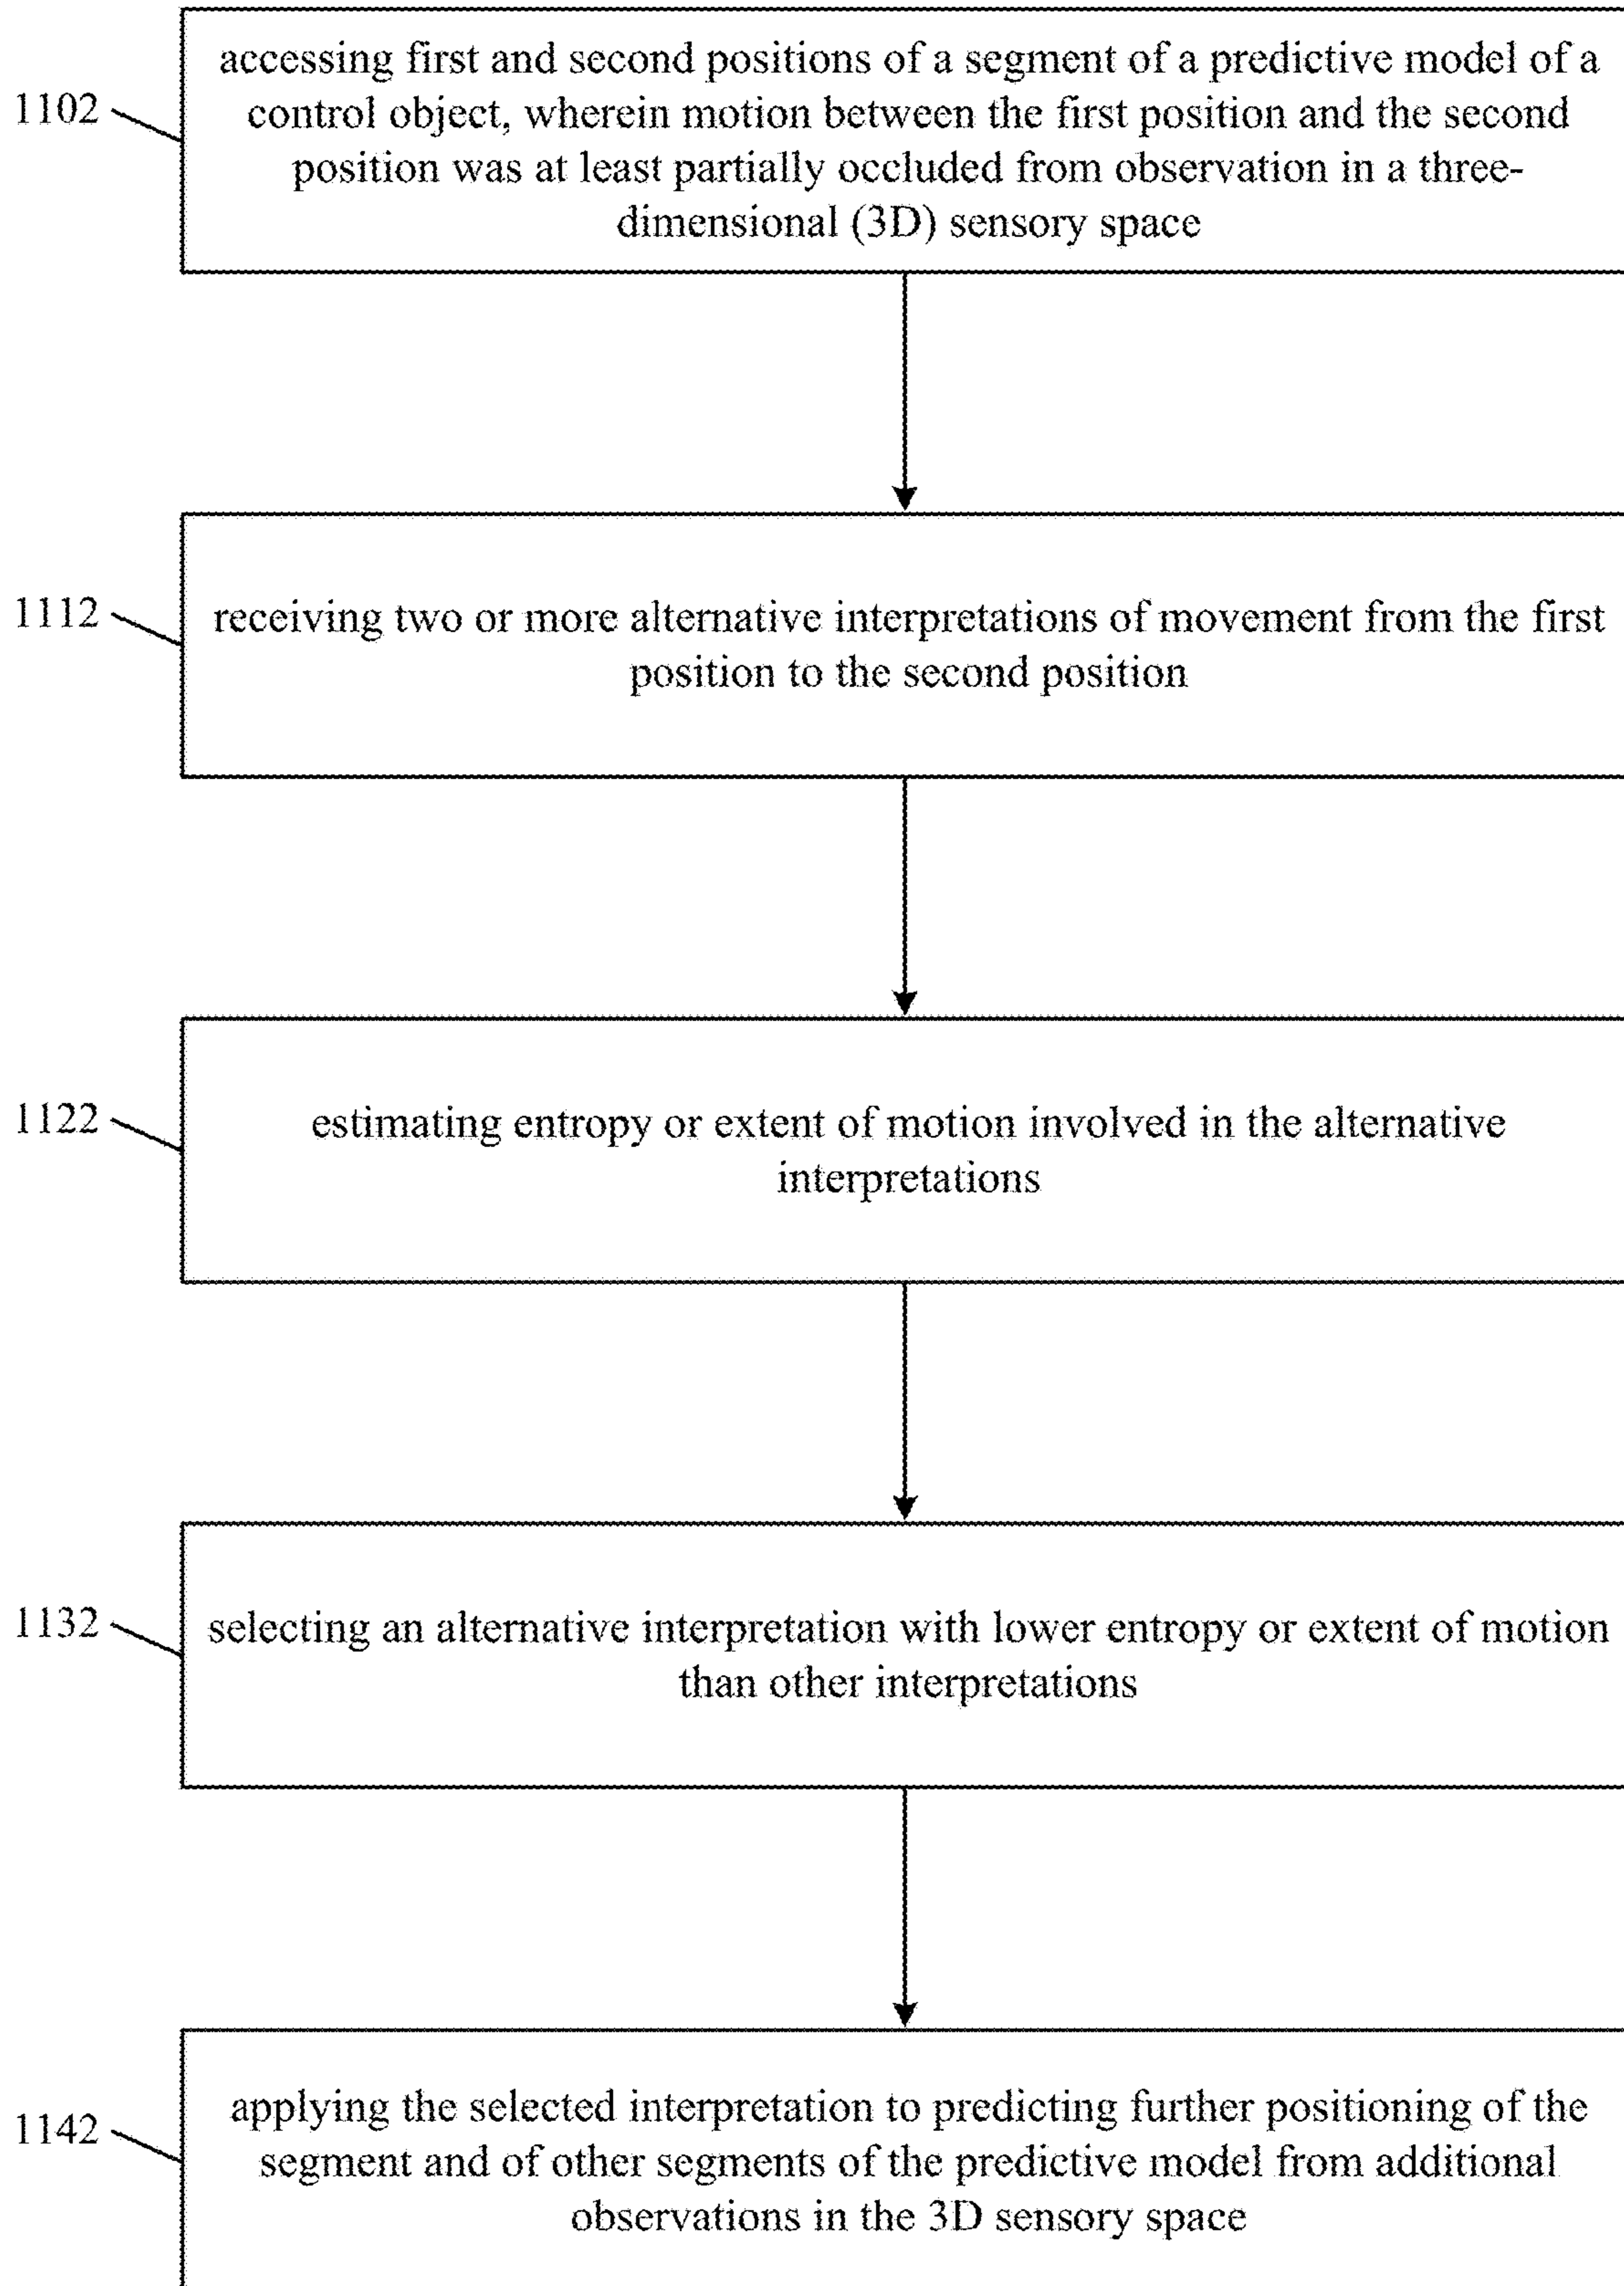 accessing first and second positions of a segment of a predictive model of a
1102
control object, wherein motion between the first position and the second
position was at least partially occluded from observation in a three-
dimensional (3D) sensory space
1112
receiving two or more alternative interpretations of movement from the first
position to the second position
1122
estimating entropy or extent of motion involved in the alternative
interpretations
1132
selecting an alternative interpretation with lower entropy or extent of motion
than other interpretations
1142
applying the selected interpretation to predicting further positioning of the
segment and of other segments of the predictive model from additional
observations in the 3D sensory space